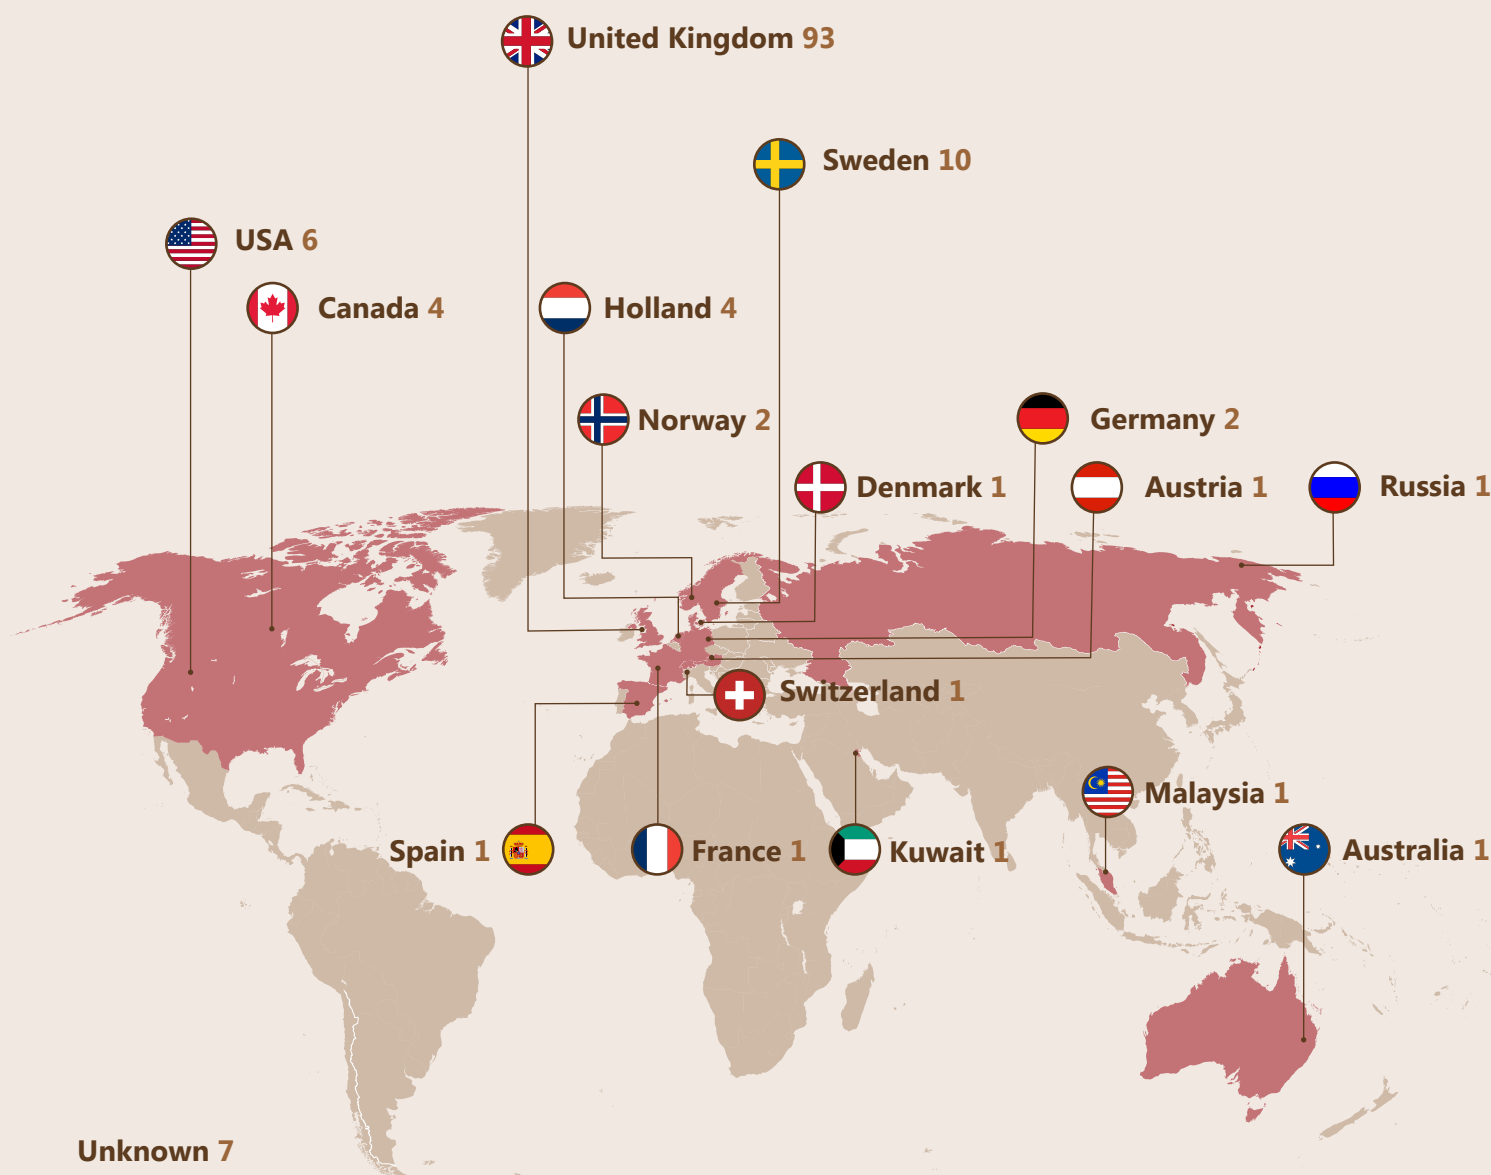 United Kingdom 93
Sweden 10
USA 6
Canada 4
Holland 4
Norway 2
Germany 2
Denmark 1
Austria 1
Russia 1
Switzerland 1
Malaysia 1
Spain 1
France 1
Kuwait 1
Australia 1
Unknown 7